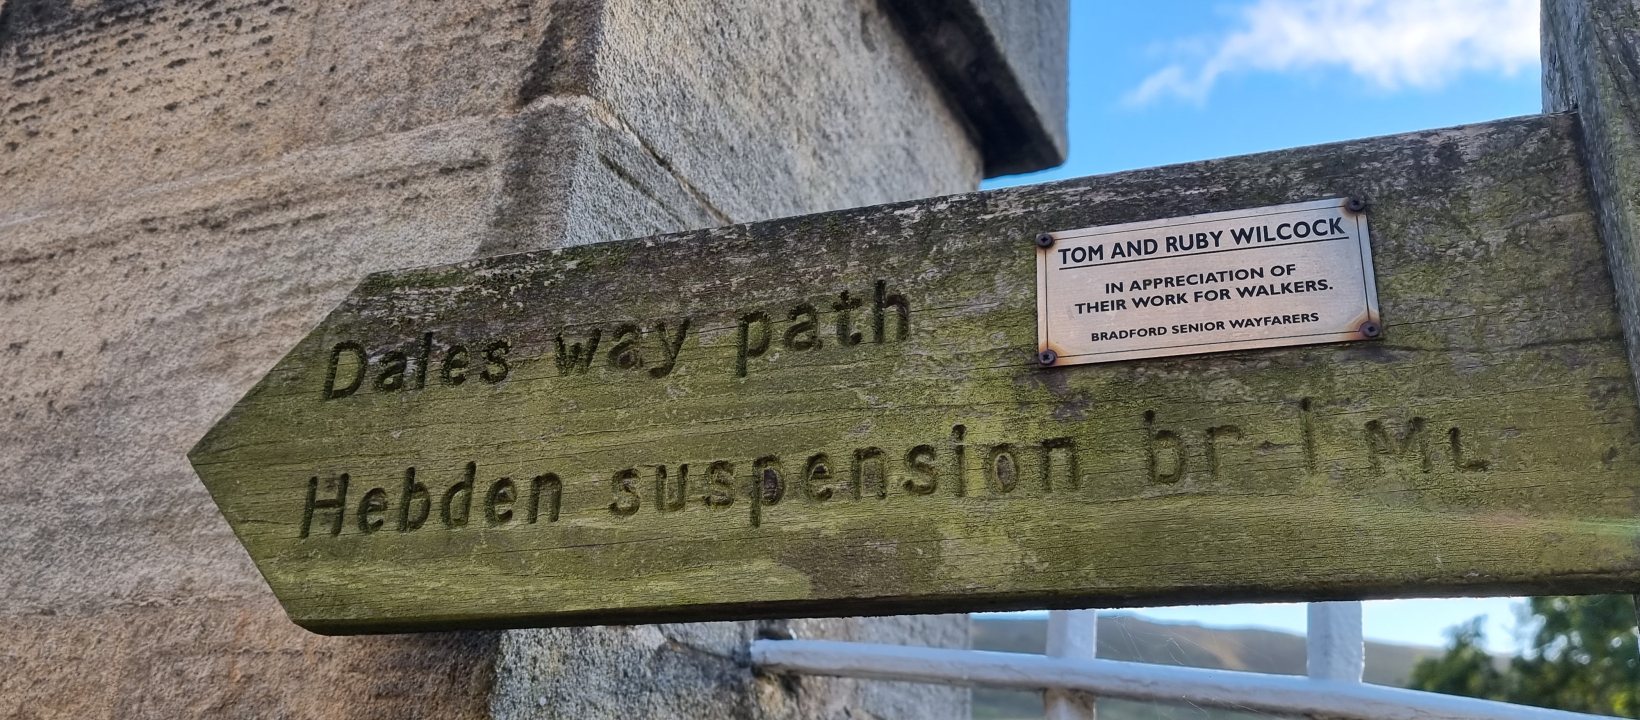 Dales way path
Hebden suspension br-1 ML
TOM AND RUBY WILCOCK
IN APPRECIATION OF
THEIR WORK FOR WALKERS.
BRADFORD SENIOR WAYFARERS